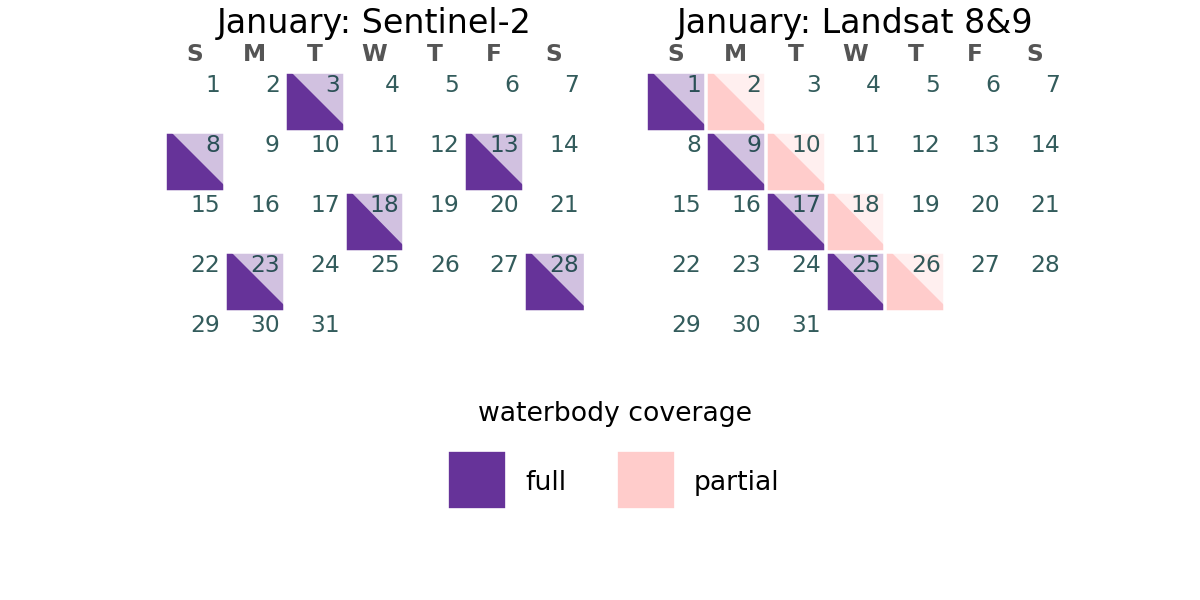 January: Sentinel-2
S M T W T F S
1 2 3 4 5 6 7
8 9 10 11 12 13 14
15 16 17 18 19 20 21
22 23 24 25 26 27 28
29 30 31
January: Landsat 8&9
S M T W T F S
1 2 3 4 5 6 7
8 9 10 11 12 13 14
15 16 17 18 19 20 21
22 23 24 25 26 27 28
29 30 31
waterbody coverage
full partial